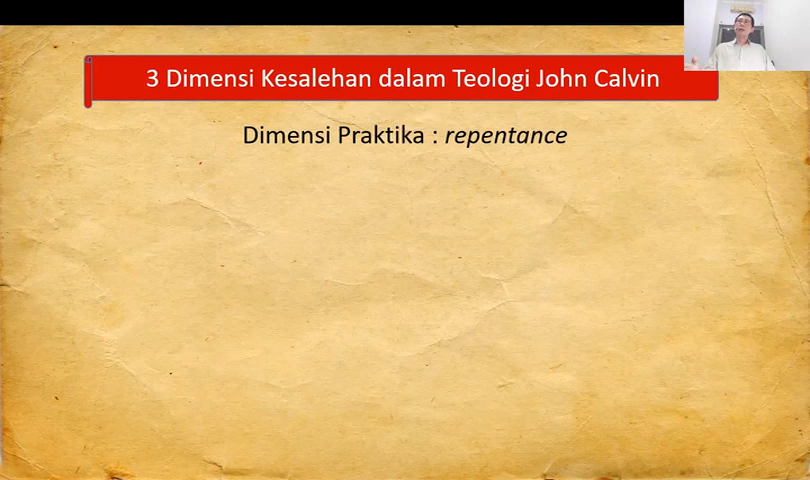 3 Dimensi Kesalehan dalam Teologi John Calvin
Dimensi Praktika : repentance